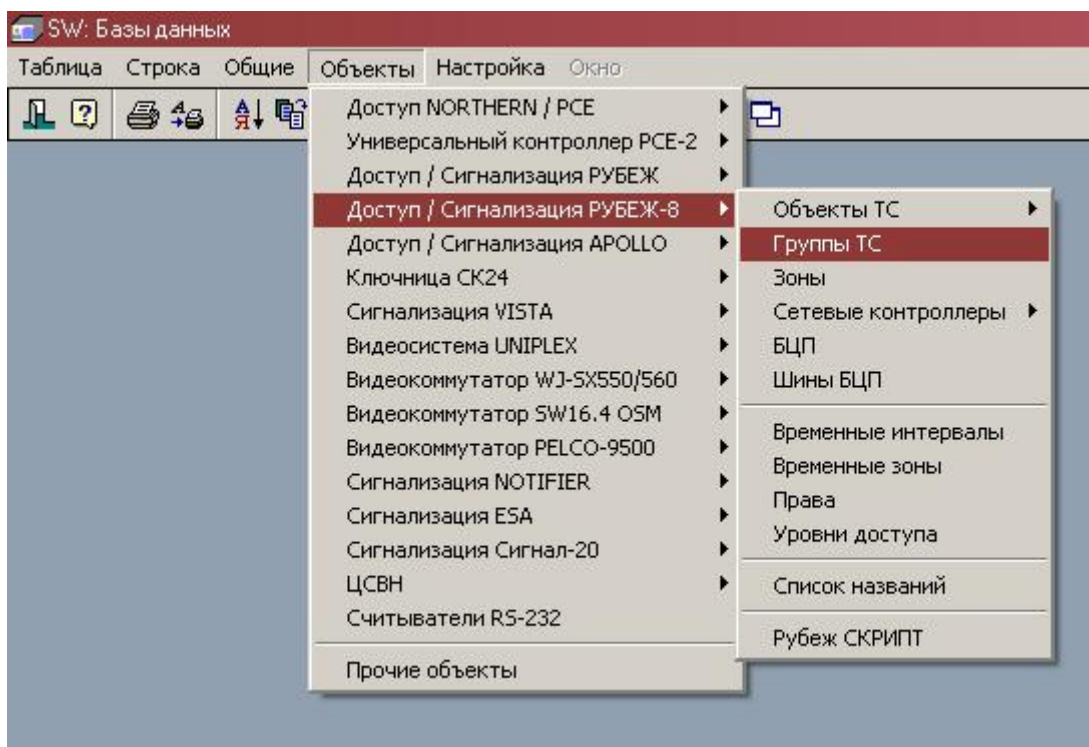 SW: Базы данных
Таблица Строка Общие Объекты Настройка Окно
Доступ NORTHERN / PCE
Универсальный контроллер PCE-2
Доступ / Сигнализация РУБЕЖ
Доступ / Сигнализация РУБЕЖ-8
Доступ / Сигнализация APOLLO
Ключница СК24
Сигнализация VISTA
Видеосистема UNIPLEX
Видеокоммутатор WJ-SX550/560
Видеокоммутатор SW16.4 OSM
Видеокоммутатор PELCO-9500
Сигнализация NOTIFIER
Сигнализация ESA
Сигнализация Сигнал-20
ЦСВН
Считыватели RS-232
Прочие объекты
Объекты ТС
Группы ТС
Зоны
Сетевые контроллеры
БЦП
Шины БЦП
Временные интервалы
Временные зоны
Права
Уровни доступа
Список названий
Рубеж СКРИПТ